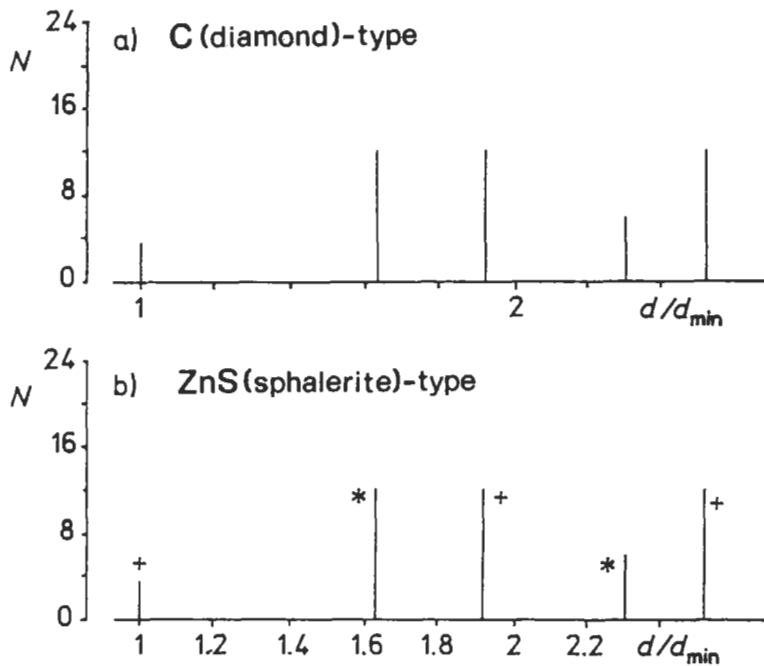 24
a) C (diamond)-type
N
16
8
0
1 2 d/dmin
24
b) ZnS (sphalerite)-type
N
16
* + +
8
+ *
0
1 1.2 1.4 1.6 1.8 2 2.2 d/dmin